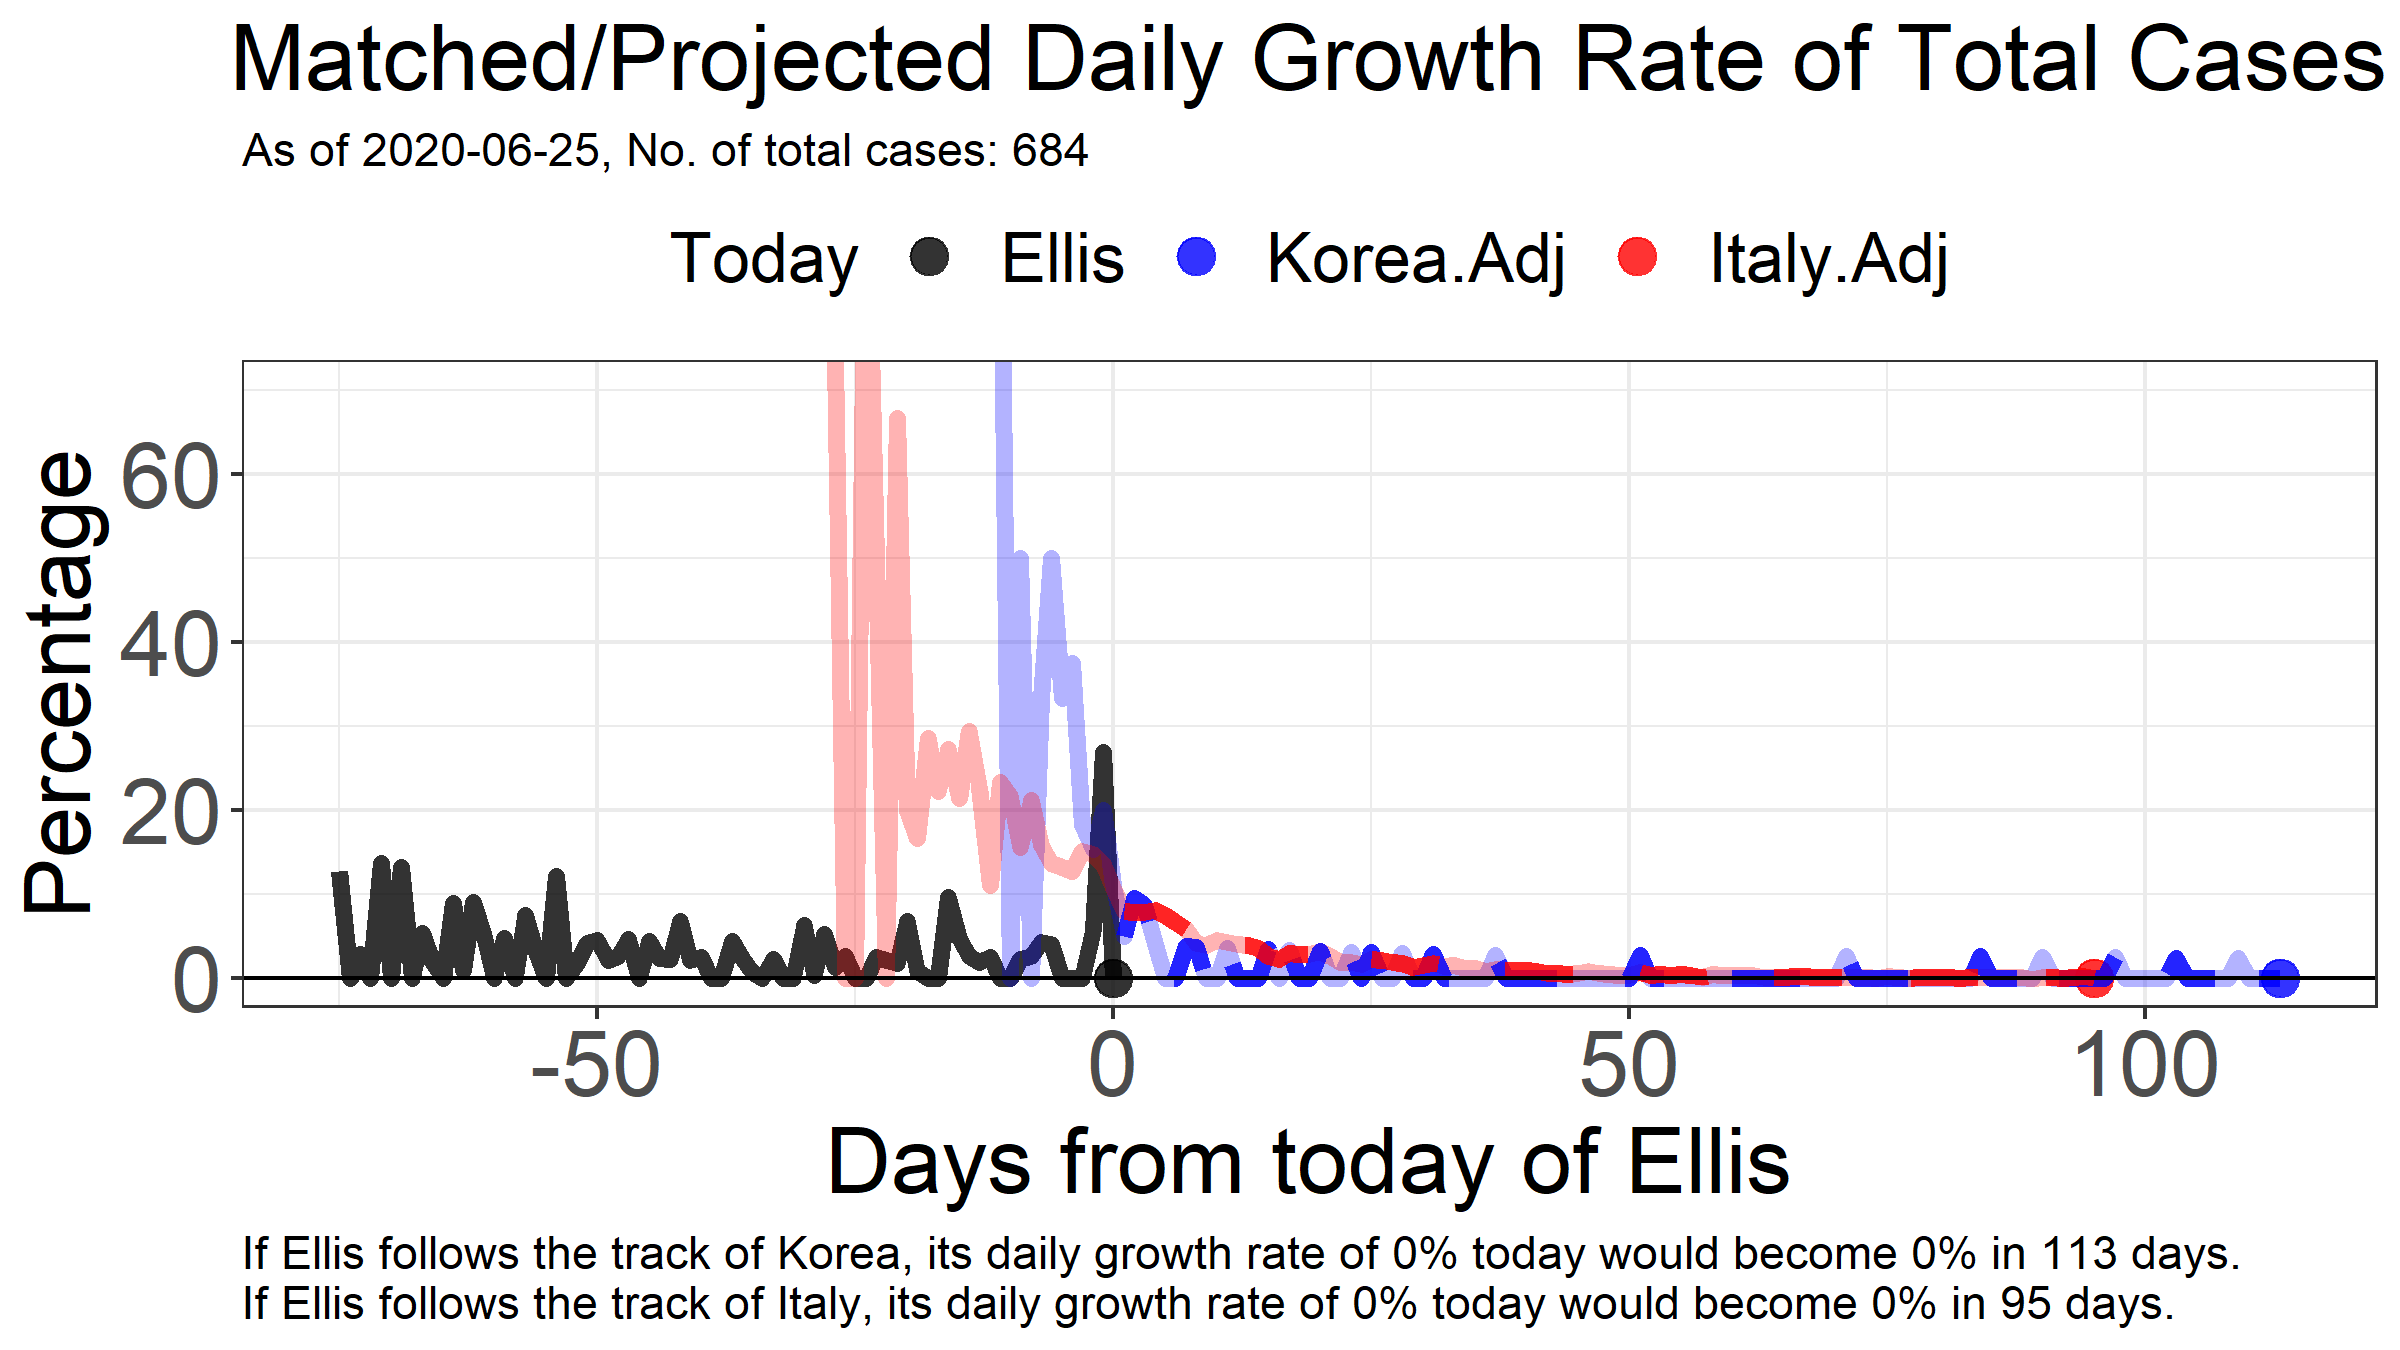 Matched/Projected Daily Growth Rate of Total Cases
As of 2020-06-25, No. of total cases: 684
Today Ellis Korea.Adj Italy.Adj
Percentage
60
40
20
0
-50 0 50 100
Days from today of Ellis
If Ellis follows the track of Korea, its daily growth rate of 0% today would become 0% in 113 days.
If Ellis follows the track of Italy, its daily growth rate of 0% today would become 0% in 95 days.